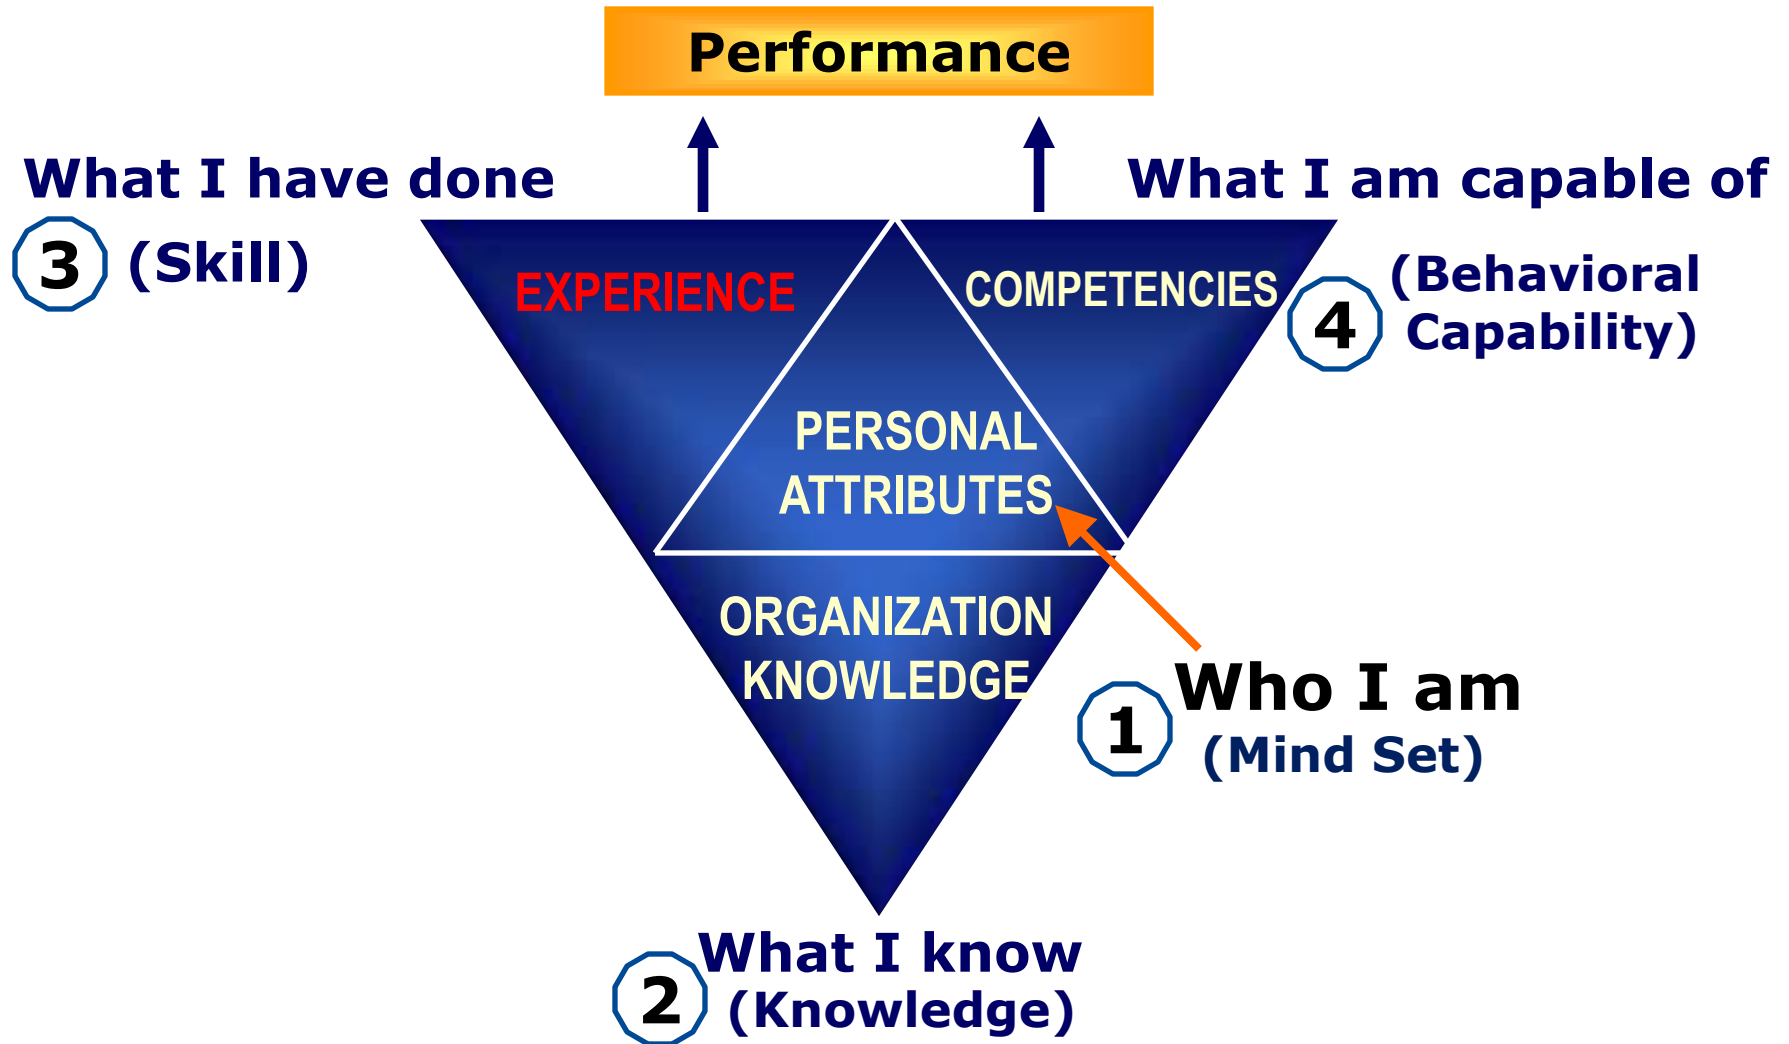 Performance
What I have done
What I am capable of
3 (Skill)
(Behavioral
4 Capability)
EXPERIENCE
COMPETENCIES
PERSONAL
ATTRIBUTES
ORGANIZATION
KNOWLEDGE
Who I am
1 (Mind Set)
What I know
2 (Knowledge)